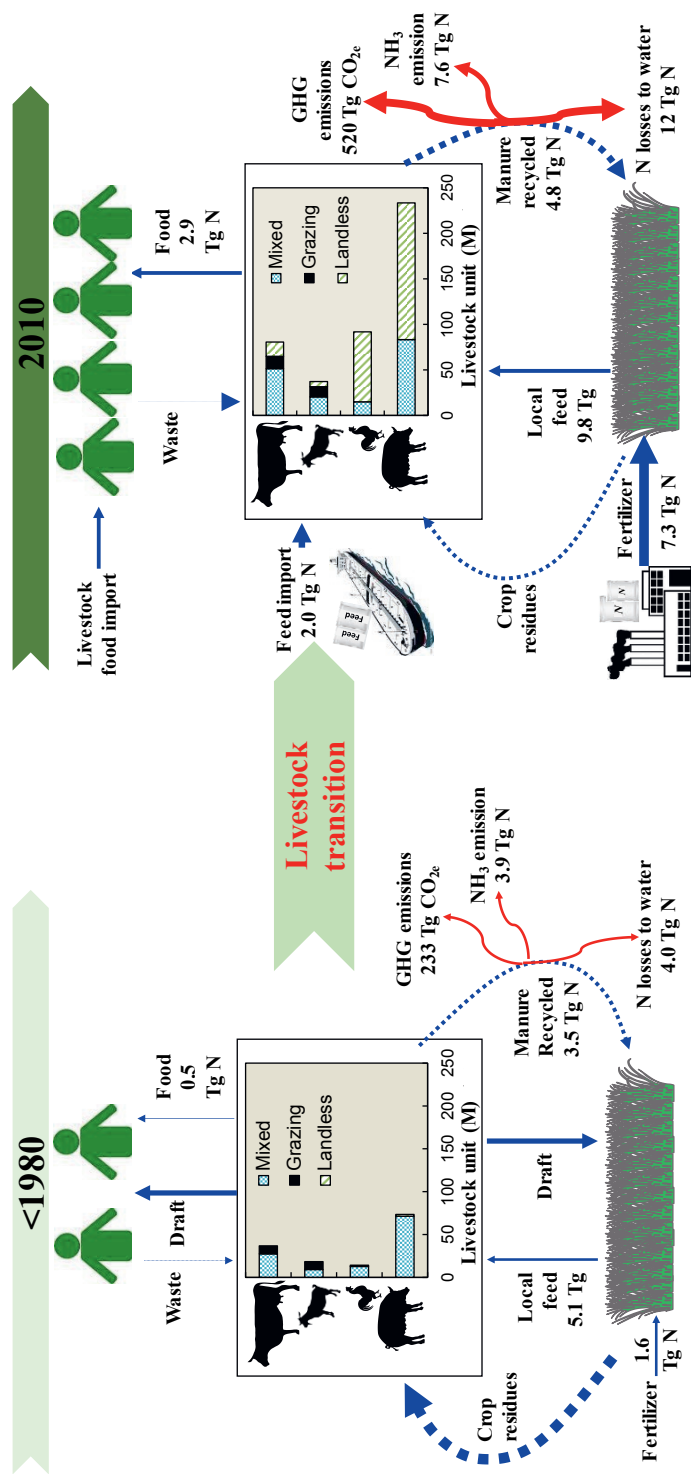 <1980
Waste
Draft
Food
0.5
Tg N
Mixed
Grazing
Landless
0
50
100
150
200
250
Livestock unit (M)
Crop
residues
Local
feed
5.1 Tg
Draft
Manure
Recycled
3.5 Tg N
GHG emissions
233 Tg CO2e
NH3 emission
3.9 Tg N
N losses to water
4.0 Tg N
Fertilizer
1.6
Tg N
Livestock
transition
2010
Livestock
food import
Waste
Food
2.9
Tg N
Feed import
2.0 Tg N
Feed
Feed
Mixed
Grazing
Landless
0
50
100
150
200
250
Livestock unit (M)
Crop
residues
Local
feed
9.8 Tg
Manure
recycled
4.8 Tg N
GHG
emissions
520 Tg CO2e
NH3
emission
7.6 Tg N
N losses to water
12 Tg N
Fertilizer
7.3 Tg N
N
N